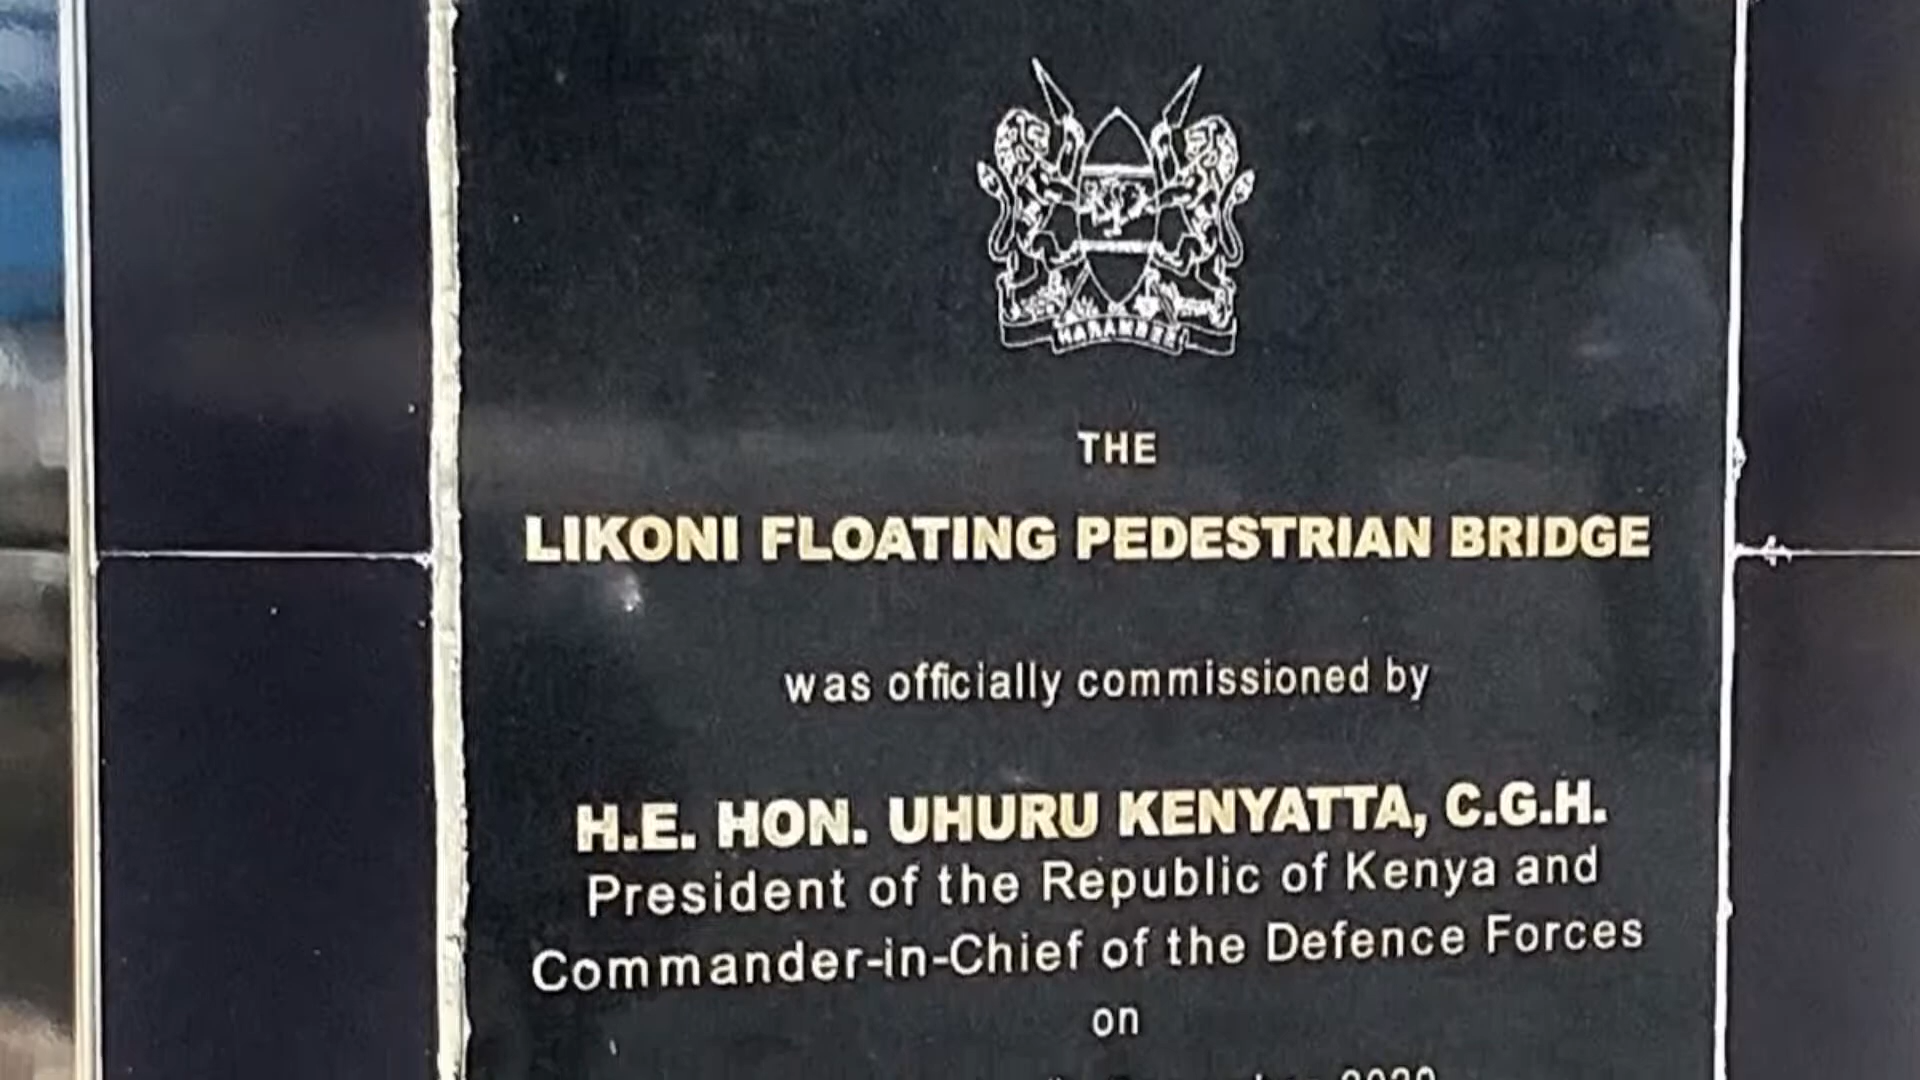 HARAMBEE
THE
LIKONI FLOATING PEDESTRIAN BRIDGE
was officially commissioned by
H.E. HON. UHURU KENYATTA, C.G.H.
President of the Republic of Kenya and
Commander-in-Chief of the Defence Forces
on
2020